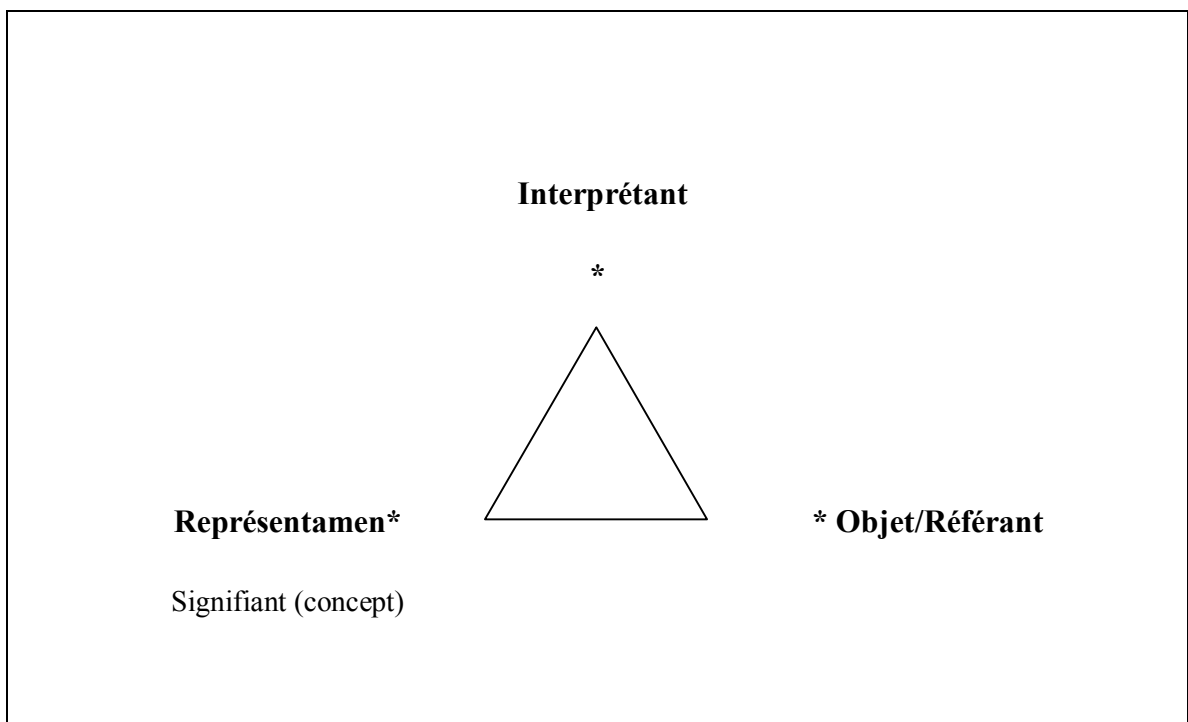 Interprétant
*
Représentamen* * Objet/Référant
Signifiant (concept)